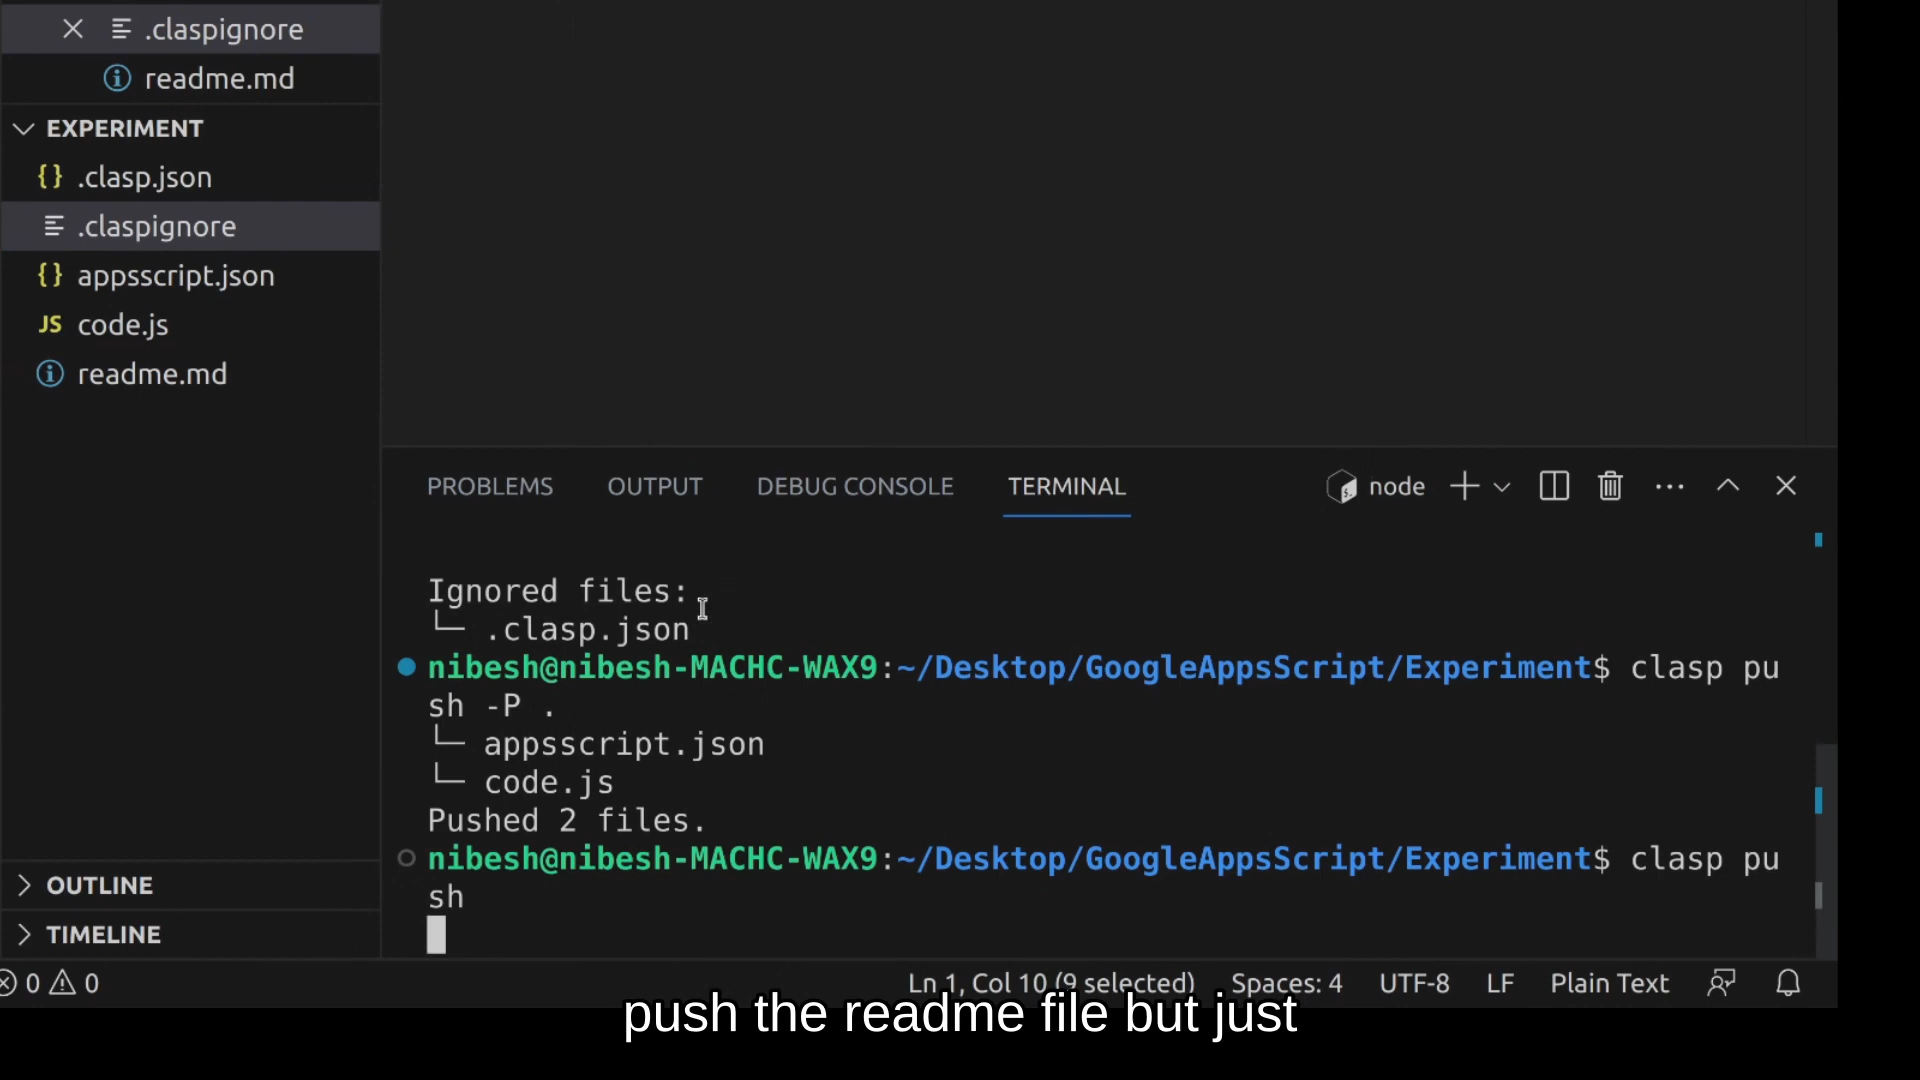 .claspignore
readme.md
EXPERIMENT
{} .clasp.json
.claspignore
{} appsscript.json
JS code.js
readme.md
OUTLINE
TIMELINE
PROBLEMS OUTPUT DEBUG CONSOLE TERMINAL node
Ignored files:
└─ .clasp.json
nibesh@nibesh-MACHC-WAX9:~/Desktop/GoogleAppsScript/Experiment$ clasp pu
sh -P .
└─ appsscript.json
└─ code.js
Pushed 2 files.
nibesh@nibesh-MACHC-WAX9:~/Desktop/GoogleAppsScript/Experiment$ clasp pu
sh
0 0 Ln 1, Col 10 (9 selected) Spaces: 4 UTF-8 LF Plain Text
push the readme file but just